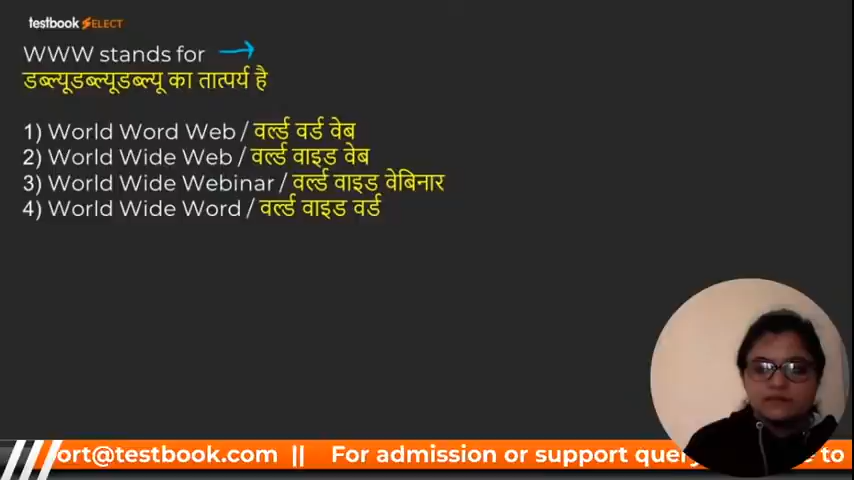 testbook SELECT
WWW stands for
डब्ल्यूडब्ल्यूडब्ल्यू का तात्पर्य है
1) World Word Web / वर्ल्ड वर्ड वेब
2) World Wide Web / वर्ल्ड वाइड वेब
3) World Wide Webinar / वर्ल्ड वाइड वेबिनार
4) World Wide Word / वर्ल्ड वाइड वर्ड
ort@testbook.com || For admission or support query to